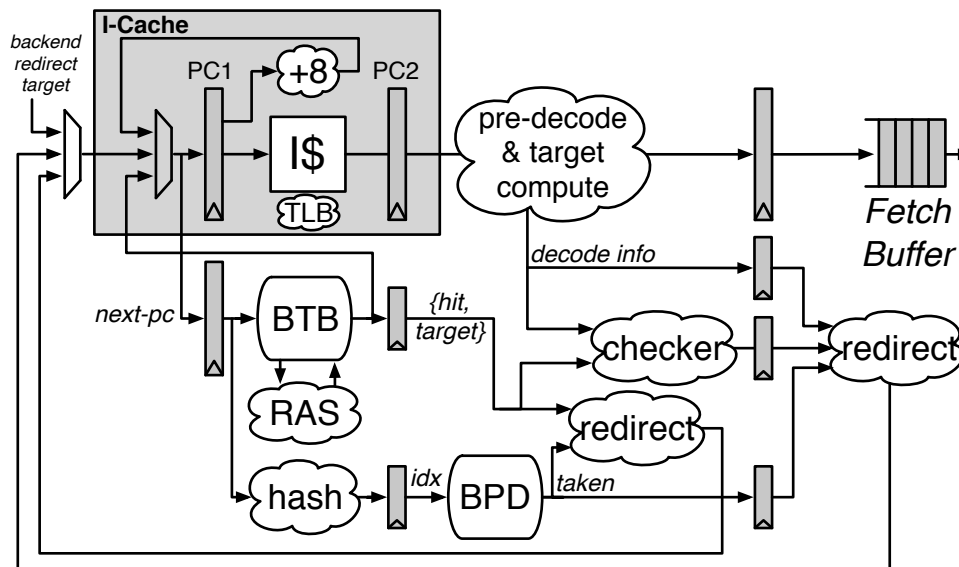 I-Cache
backend
redirect
target
PC1
+8
PC2
I$
TLB
pre-decode
& target
compute
Fetch
Buffer
decode info
next-pc
BTB
{hit,
target}
checker
redirect
RAS
redirect
hash
idx
BPD
taken